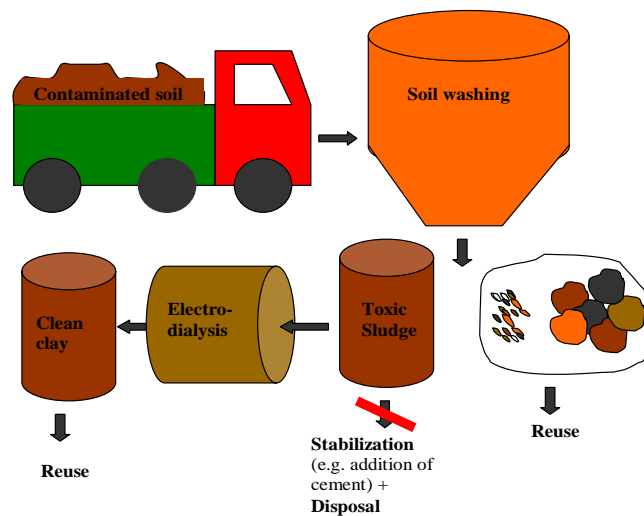 Contaminated soil
Soil washing
Clean
clay
Electro-
dialysis
Toxic
Sludge
Reuse
Stabilization
(e.g. addition of
cement) +
Disposal
Reuse